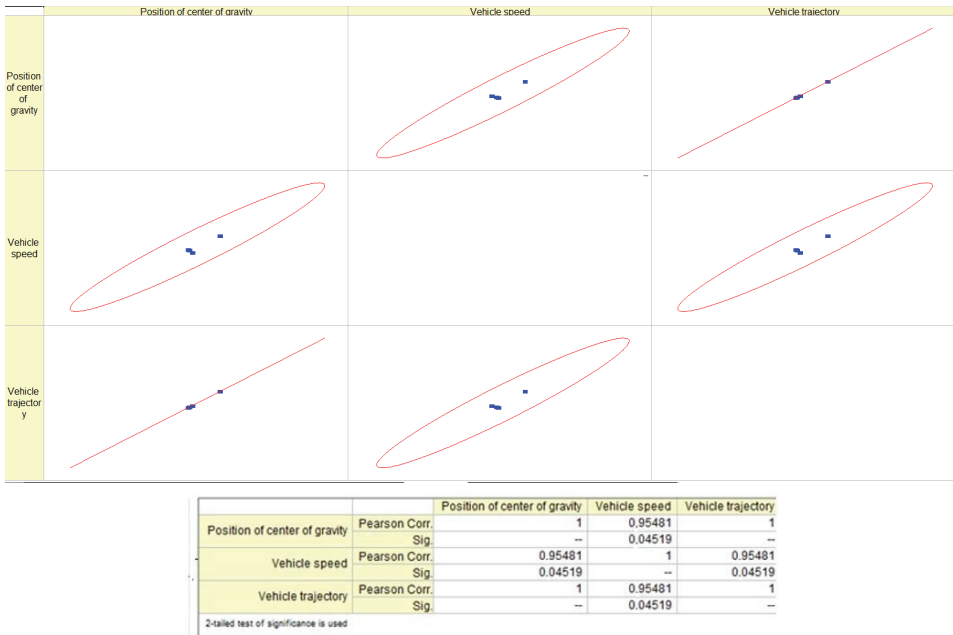 Position of center of gravity Vehicle speed Vehicle trajectory
Position
of center
of
gravity
--
Vehicle
speed
Vehicle
trajector
y
Position of center of gravity Vehicle speed Vehicle trajectory
Position of center of gravity Pearson Corr. 1 0.95481 1
Sig. -- 0.04519 --
Vehicle speed Pearson Corr. 0.95481 1 0.95481
Sig. 0.04519 -- 0.04519
Vehicle trajectory Pearson Corr. 1 0.95481 1
Sig. -- 0.04519 --
2-tailed test of significance is used